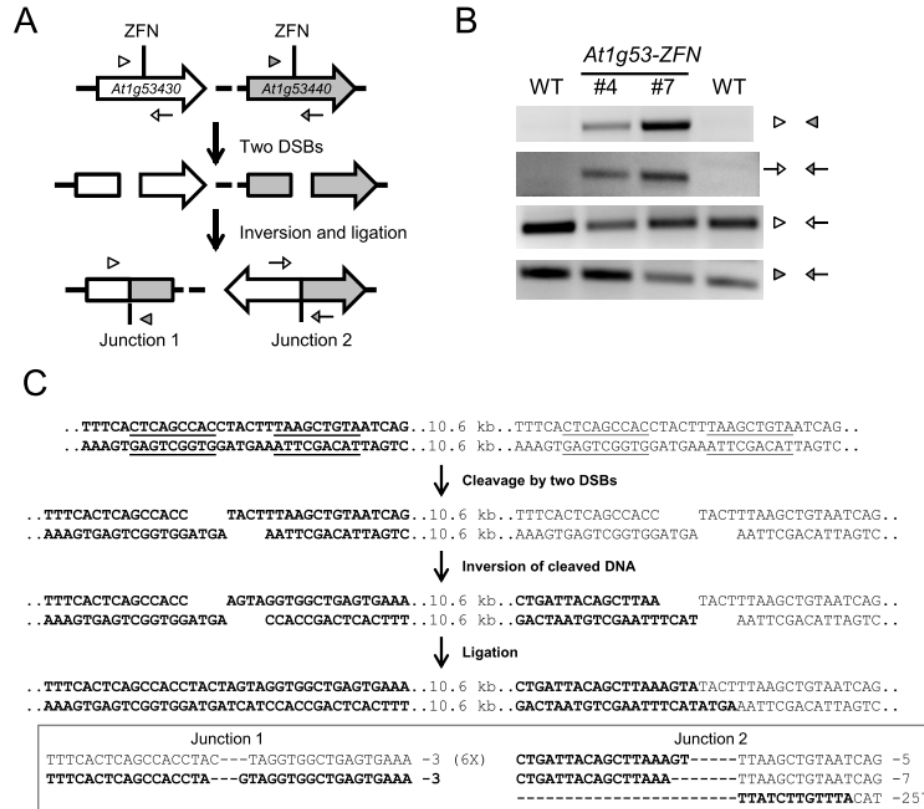 A
ZFN
ZFN
At1g53430
At1g53440
Two DSBs
Inversion and ligation
Junction 1
Junction 2
B
At1g53-ZFN
WT
#4
#7
WT
C
..TTTCACTCAGCCACCTACTTTAAGCTGTAATCAG..10.6 kb..TTTCACTCAGCCACCTACTTTAAGCTGTAATCAG..
..AAAGTGAGTCGGTGGATGAAATTCGACATTAGTC..10.6 kb..AAAGTGAGTCGGTGGATGAAATTCGACATTAGTC..
Cleavage by two DSBs
..TTTCACTCAGCCACC TACTTTAAGCTGTAATCAG..10.6 kb..TTTCACTCAGCCACC TACTTTAAGCTGTAATCAG..
..AAAGTGAGTCGGTGGATGA AATTCGACATTAGTC..10.6 kb..AAAGTGAGTCGGTGGATGA AATTCGACATTAGTC..
Inversion of cleaved DNA
..TTTCACTCAGCCACC AGTAGGTGGCTGAGTGAAA..10.6 kb..CTGATTACAGCTTAA TACTTTAAGCTGTAATCAG..
..AAAGTGAGTCGGTGGATGA CCACCGACTCACTTT..10.6 kb..GACTAATGTCGAATTTCAT AATTCGACATTAGTC..
Ligation
..TTTCACTCAGCCACCTACTAGTAGGTGGCTGAGTGAAA..10.6 kb..CTGATTACAGCTTAAAGTATACTTTAAGCTGTAATCAG..
..AAAGTGAGTCGGTGGATGATCATCCACCGACTCACTTT..10.6 kb..GACTAATGTCGAATTTCATATGAAATTCGACATTAGTC..
Junction 1
Junction 2
TTTCACTCAGCCACCTAC---TAGGTGGCTGAGTGAAA -3 (6X)
CTGATTACAGCTTAAAGT-----TTAAGCTGTAATCAG -5
TTTCACTCAGCCACCTA---GTAGGTGGCTGAGTGAAA -3
CTGATTACAGCTTAAA-------TTAAGCTGTAATCAG -7
-------------------------TTATCTTGTTTACAT -25